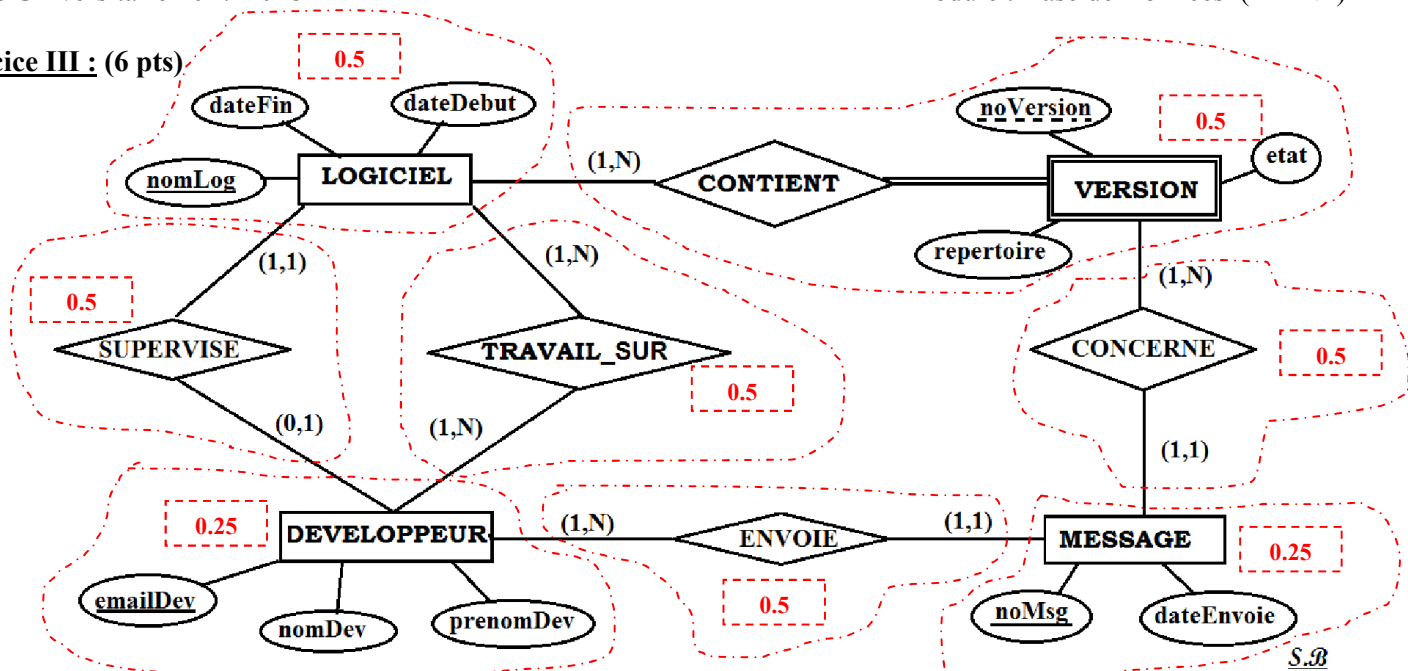 cice III : (6 pts)
0.5
dateFin
dateDebut
noVersion
0.5
etat
nomLog
LOGICIEL
(1,N)
CONTIENT
VERSION
repertoire
(1,1)
(1,N)
(1,N)
0.5
SUPERVISE
TRAVAIL_SUR
0.5
CONCERNE
0.5
(0,1)
(1,N)
(1,1)
0.25
DEVELOPPEUR
(1,N)
ENVOIE
(1,1)
MESSAGE
0.25
emailDev
nomDev
prenomDev
0.5
noMsg
dateEnvoie
S.B